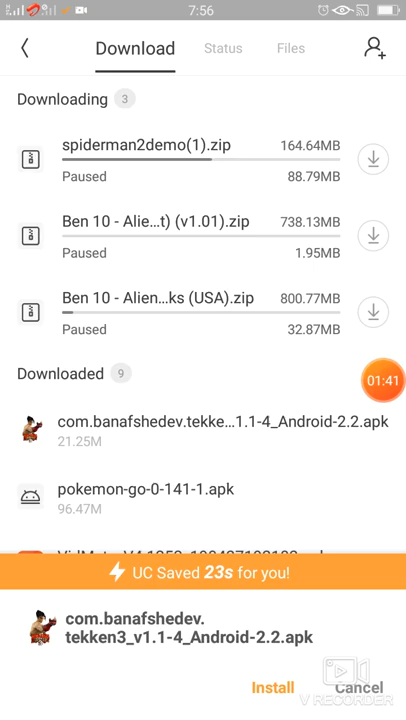 7:56
Download Status Files
Downloading 3
spiderman2demo(1).zip 164.64MB
Paused 88.79MB
Ben 10 - Alie...t) (v1.01).zip 738.13MB
Paused 1.95MB
Ben 10 - Alien...ks (USA).zip 800.77MB
Paused 32.87MB
Downloaded 9
01:41
com.banafshedev.tekke...1.1-4_Android-2.2.apk
21.25M
pokemon-go-0-141-1.apk
96.47M
UC Saved 23s for you!
com.banafshedev.
tekken3_v1.1-4_Android-2.2.apk
Install Cancel
V RECORDER